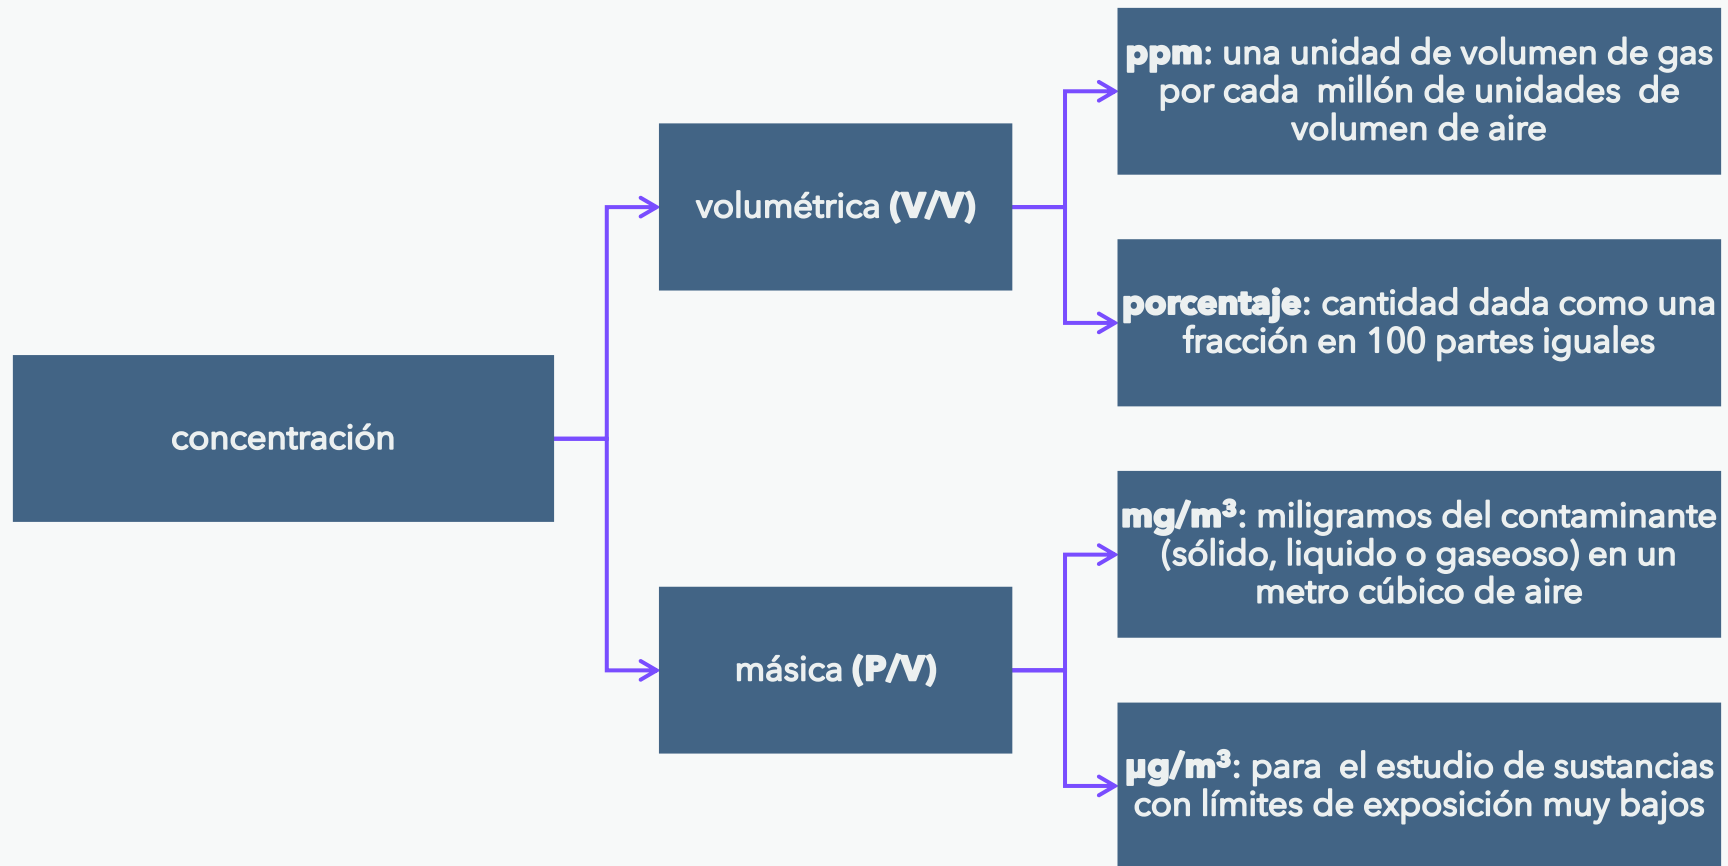 concentración
volumétrica (V/V)
ppm: una unidad de volumen de gas
por cada millón de unidades de
volumen de aire
porcentaje: cantidad dada como una
fracción en 100 partes iguales
másica (P/V)
mg/m³: miligramos del contaminante
(sólido, liquido o gaseoso) en un
metro cúbico de aire
µg/m³: para el estudio de sustancias
con límites de exposición muy bajos